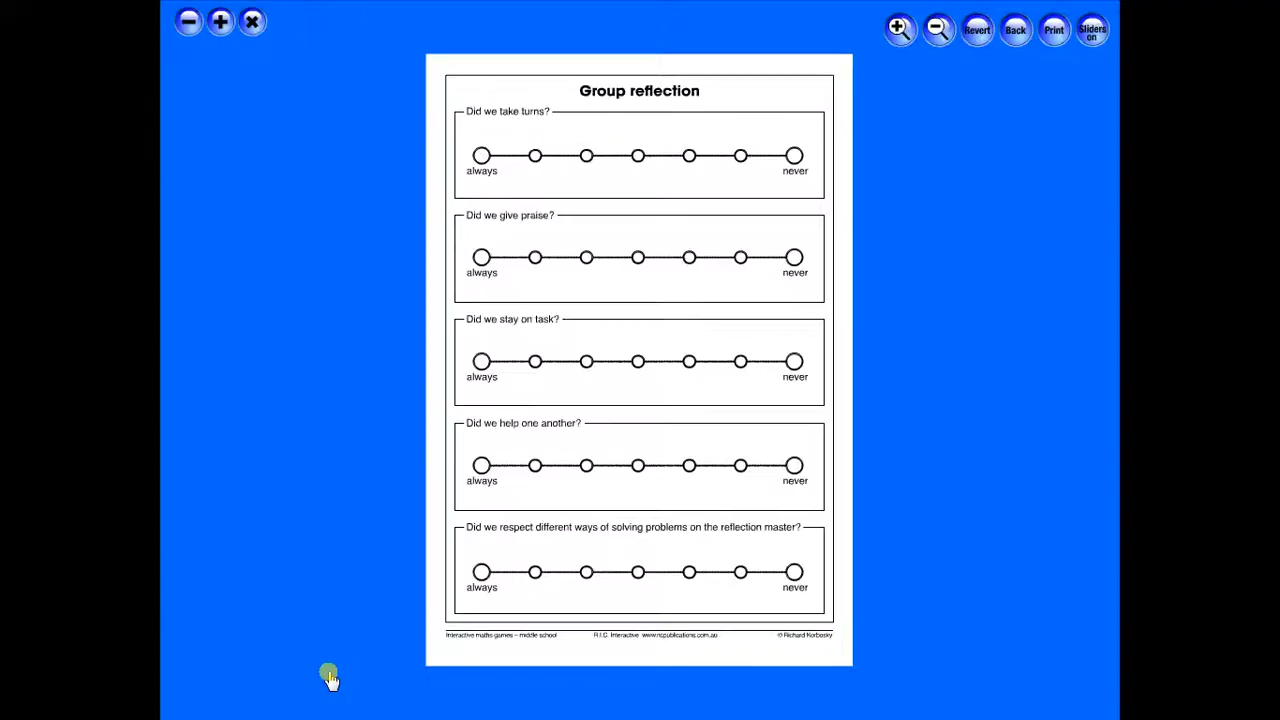 Revert Back Print Sliders on
Group reflection
Did we take turns?
always never
Did we give praise?
always never
Did we stay on task?
always never
Did we help one another?
always never
Did we respect different ways of solving problems on the reflection master?
always never
Interactive maths games – middle school R.I.C. Interactive www.ricpublications.com.au © Richard Korbosky